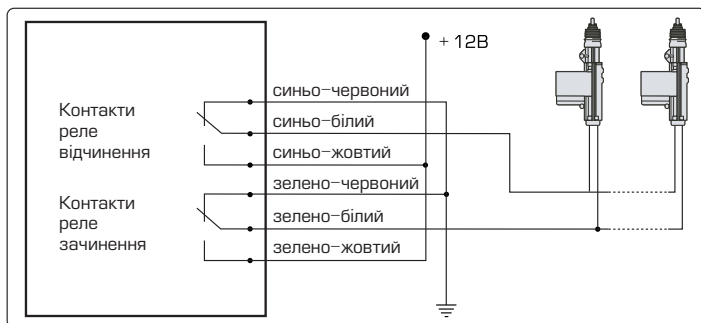 + 12В
синьо-червоний
Контакти
реле
відчинення
синьо-білий
синьо-жовтий
зелено-червоний
Контакти
реле
зачинення
зелено-білий
зелено-жовтий